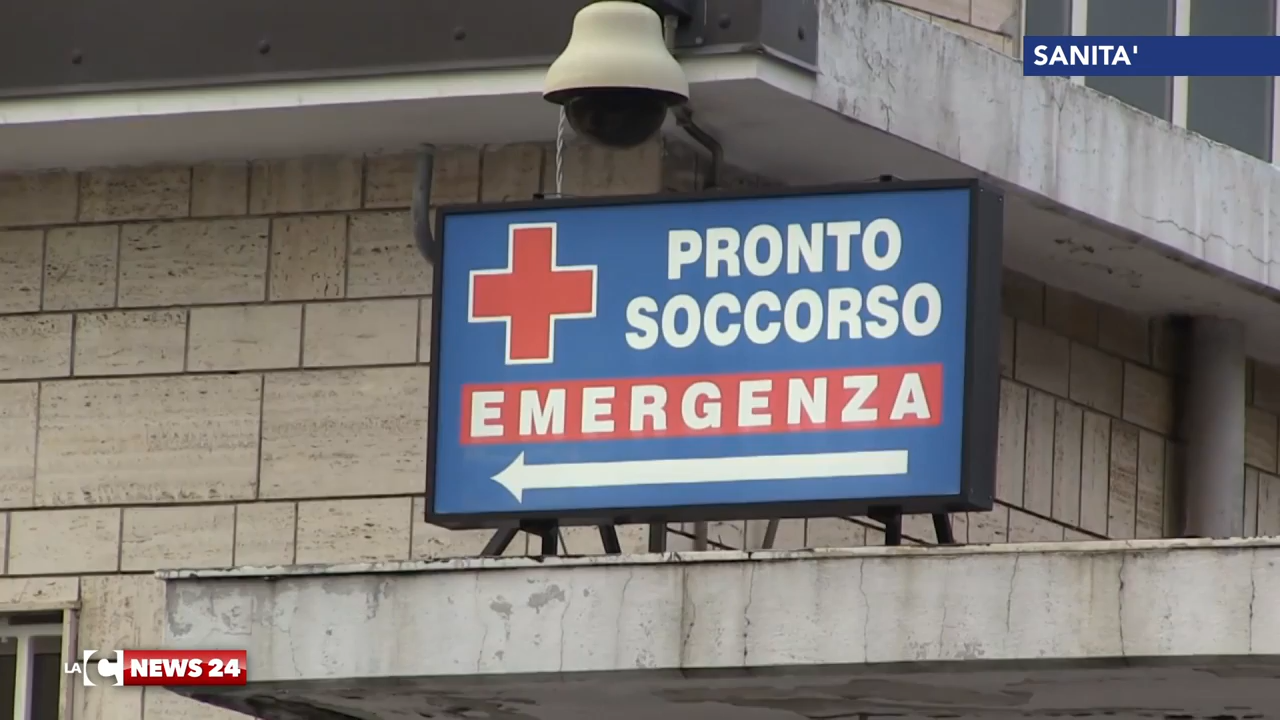 SANITA'
PRONTO
SOCCORSO
EMERGENZA
LA C NEWS 24